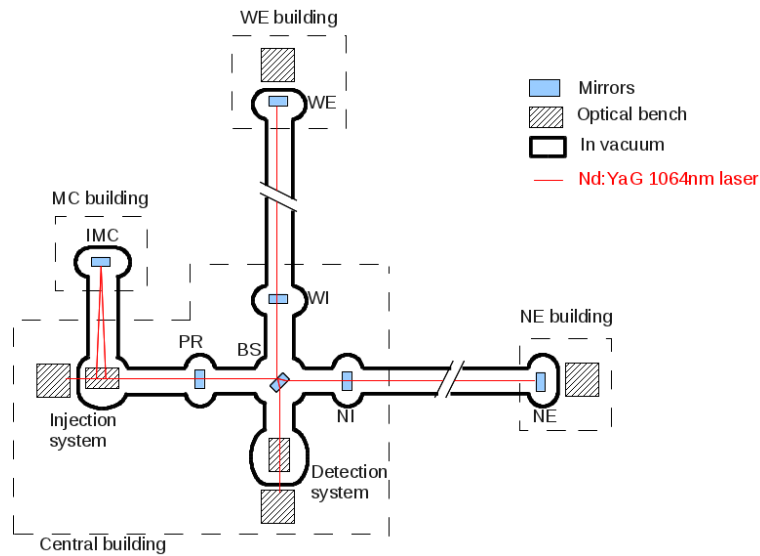 WE building
WE
Mirrors
Optical bench
In vacuum
Nd:YaG 1064nm laser
MC building
IMC
WI
NE building
PR
BS
NI
NE
Injection
system
Detection
system
Central building